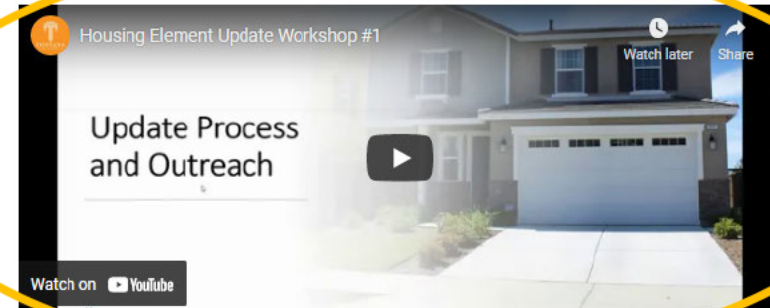 Housing Element Update Workshop #1
Watch later
Share
Update Process
and Outreach
Watch on YouTube